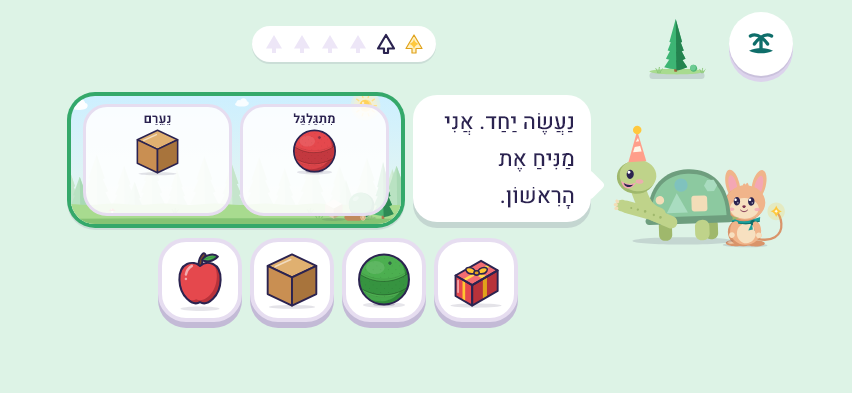 מִתְגַּלְגֵּל
נֶעֱרָם
נַעֲשֶׂה יַחַד. אֲנִי
מַנִּיחַ אֶת
הָרִאשׁוֹן.